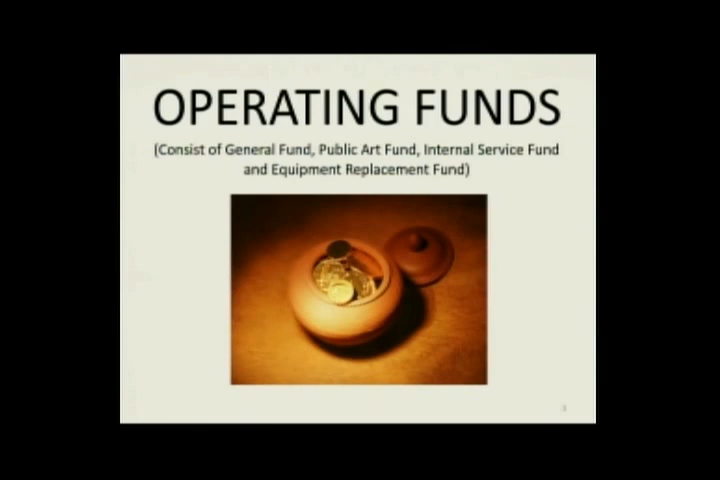 OPERATING FUNDS
(Consist of General Fund, Public Art Fund, Internal Service Fund
and Equipment Replacement Fund)